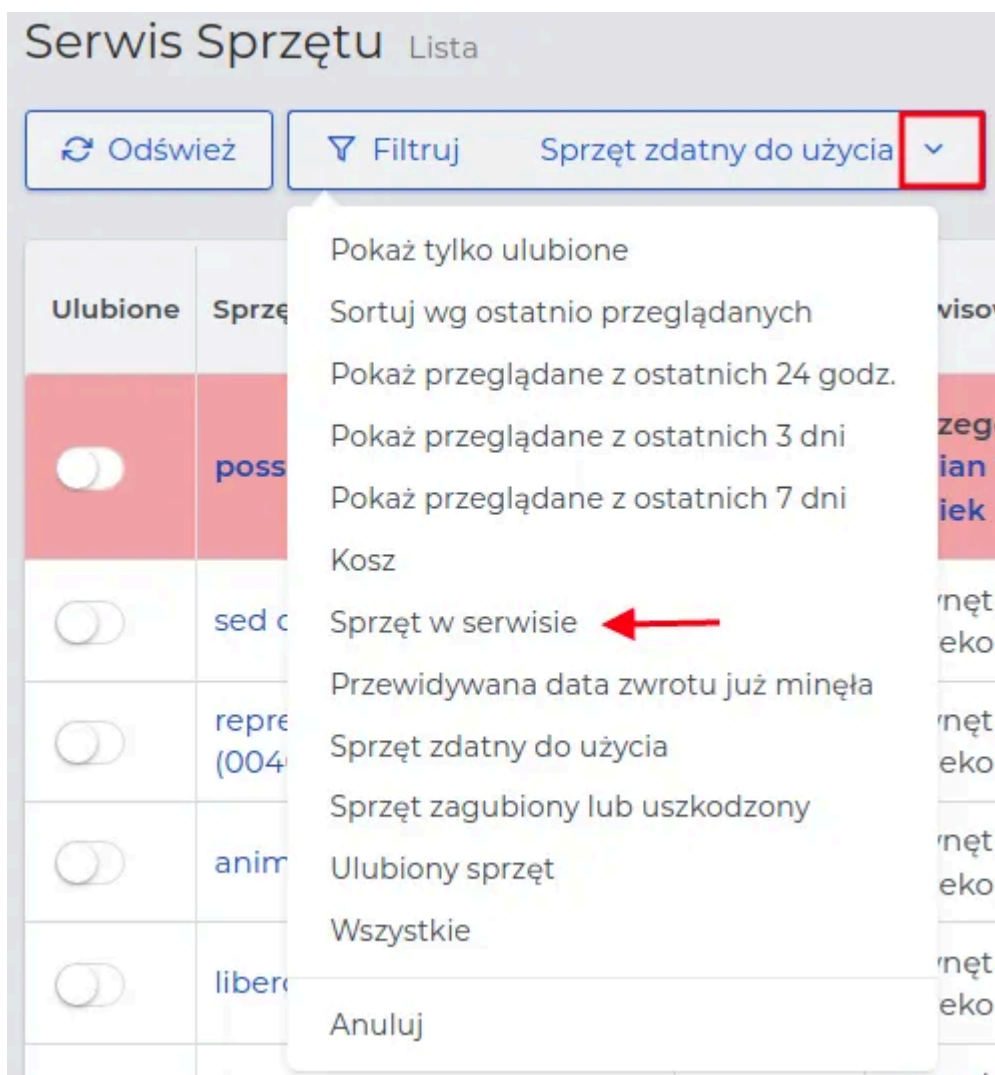 Serwis Sprzętu Lista
Odśwież Filtruj Sprzęt zdatny do użycia
Ulubione
Pokaż tylko ulubione
Sortuj wg ostatnio przeglądanych
Pokaż przeglądane z ostatnich 24 godz.
Pokaż przeglądane z ostatnich 3 dni
Pokaż przeglądane z ostatnich 7 dni
Kosz
sed
Sprzęt w serwisie
Przewidywana data zwrotu już minęła
Sprzęt zdatny do użycia
Sprzęt zagubiony lub uszkodzony
Ulubiony sprzęt
Wszystkie
Anuluj